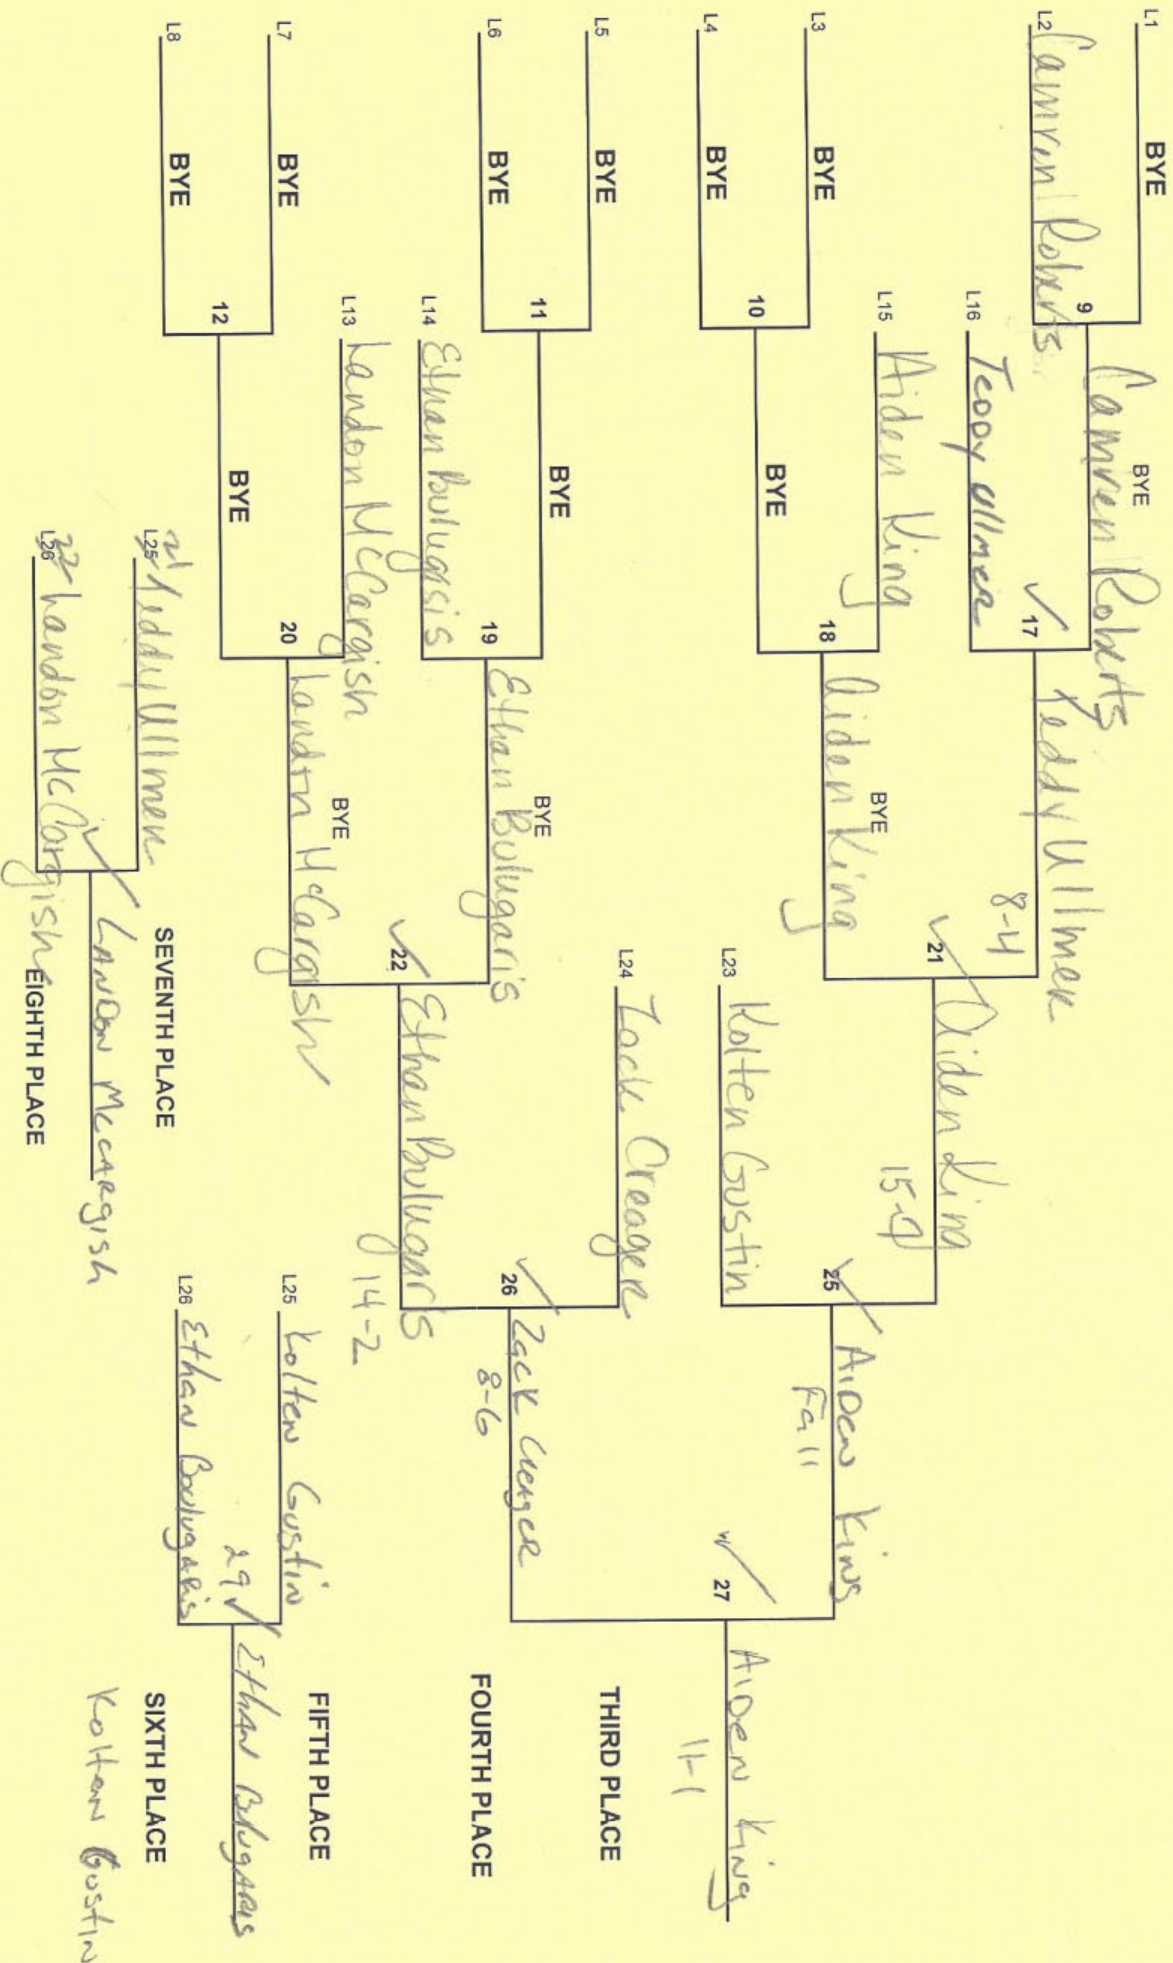 L1
BYE
L2 Camren Roberts
9
BYE
Camren Roberts
L16 Teddy Ullmer
17
Teddy Ullmer
8-4
L15 Aiden King
L3
BYE
10
L4
BYE
BYE
18
BYE
Aiden King
21
Aiden King
15-9
L23 Kolten Gustin
25
Aiden King
Fall
L5
BYE
11
L6
BYE
BYE
L14 Ethan Bulugasis
19
BYE
Ethan Bulugaris
L13 Landon McCargish
L7
BYE
12
L8
BYE
BYE
20
BYE
Landon McCargish
22
Ethan Bulugaris
14-2
L24 Zack Creager
26
Zack Creager
8-6
27
Aiden King
11-1
THIRD PLACE
FOURTH PLACE
L25 Kolten Gustin
L26 Ethan Boulugaris
29
Ethan Bulugaris
FIFTH PLACE
SIXTH PLACE
Kolten Gustin
L25 21 Teddy Ullmer
L26 22 Landon McCargish
Landon McCargish
SEVENTH PLACE
EIGHTH PLACE